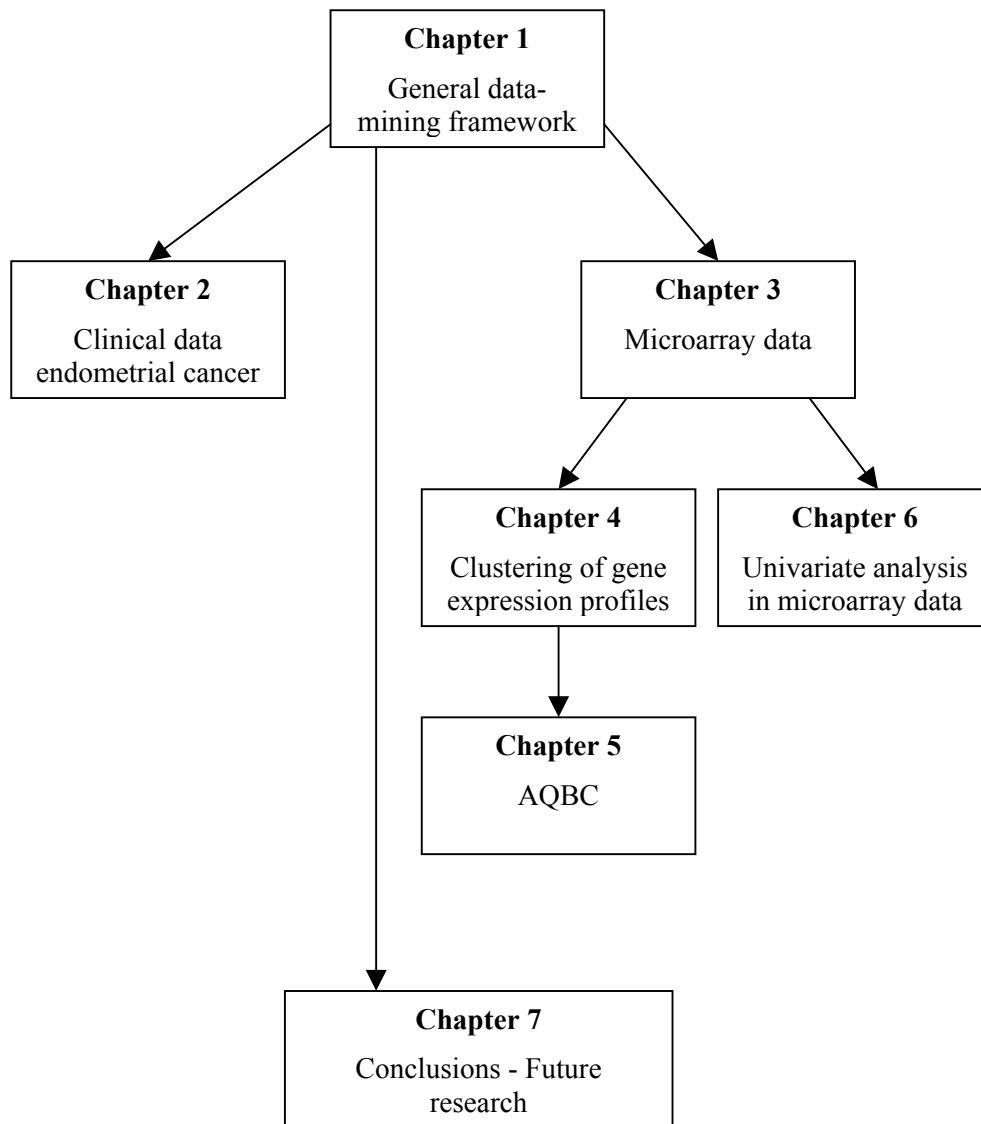 Chapter 1
General data-
mining framework
Chapter 2
Clinical data
endometrial cancer
Chapter 3
Microarray data
Chapter 4
Clustering of gene
expression profiles
Chapter 6
Univariate analysis
in microarray data
Chapter 5
AQBC
Chapter 7
Conclusions - Future
research